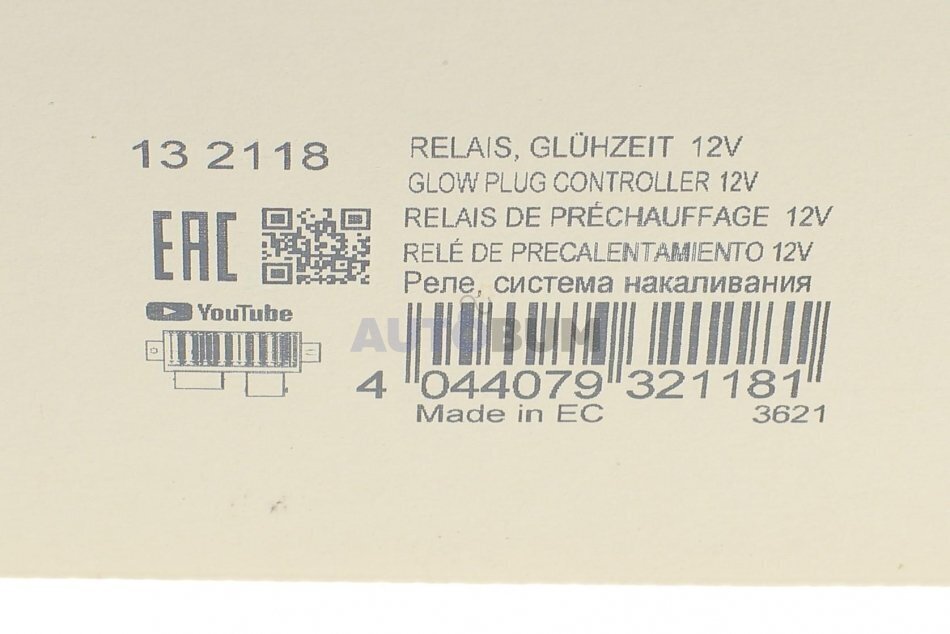 13 2118
RELAIS, GLÜHZEIT 12V
GLOW PLUG CONTROLLER 12V
RELAIS DE PRÉCHAUFFAGE 12V
RELÉ DE PRECALENTAMIENTO 12V
Реле, система накаливания
EAC
YouTube
AUTOBUM
4 044079 321181
Made in EC
3621